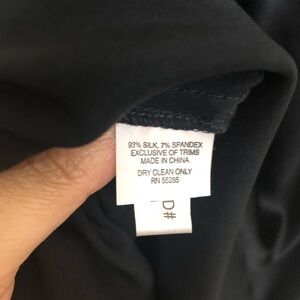 93% SILK, 7% SPANDEX
EXCLUSIVE OF TRIMS
MADE IN CHINA
DRY CLEAN ONLY
RN 55285
D#